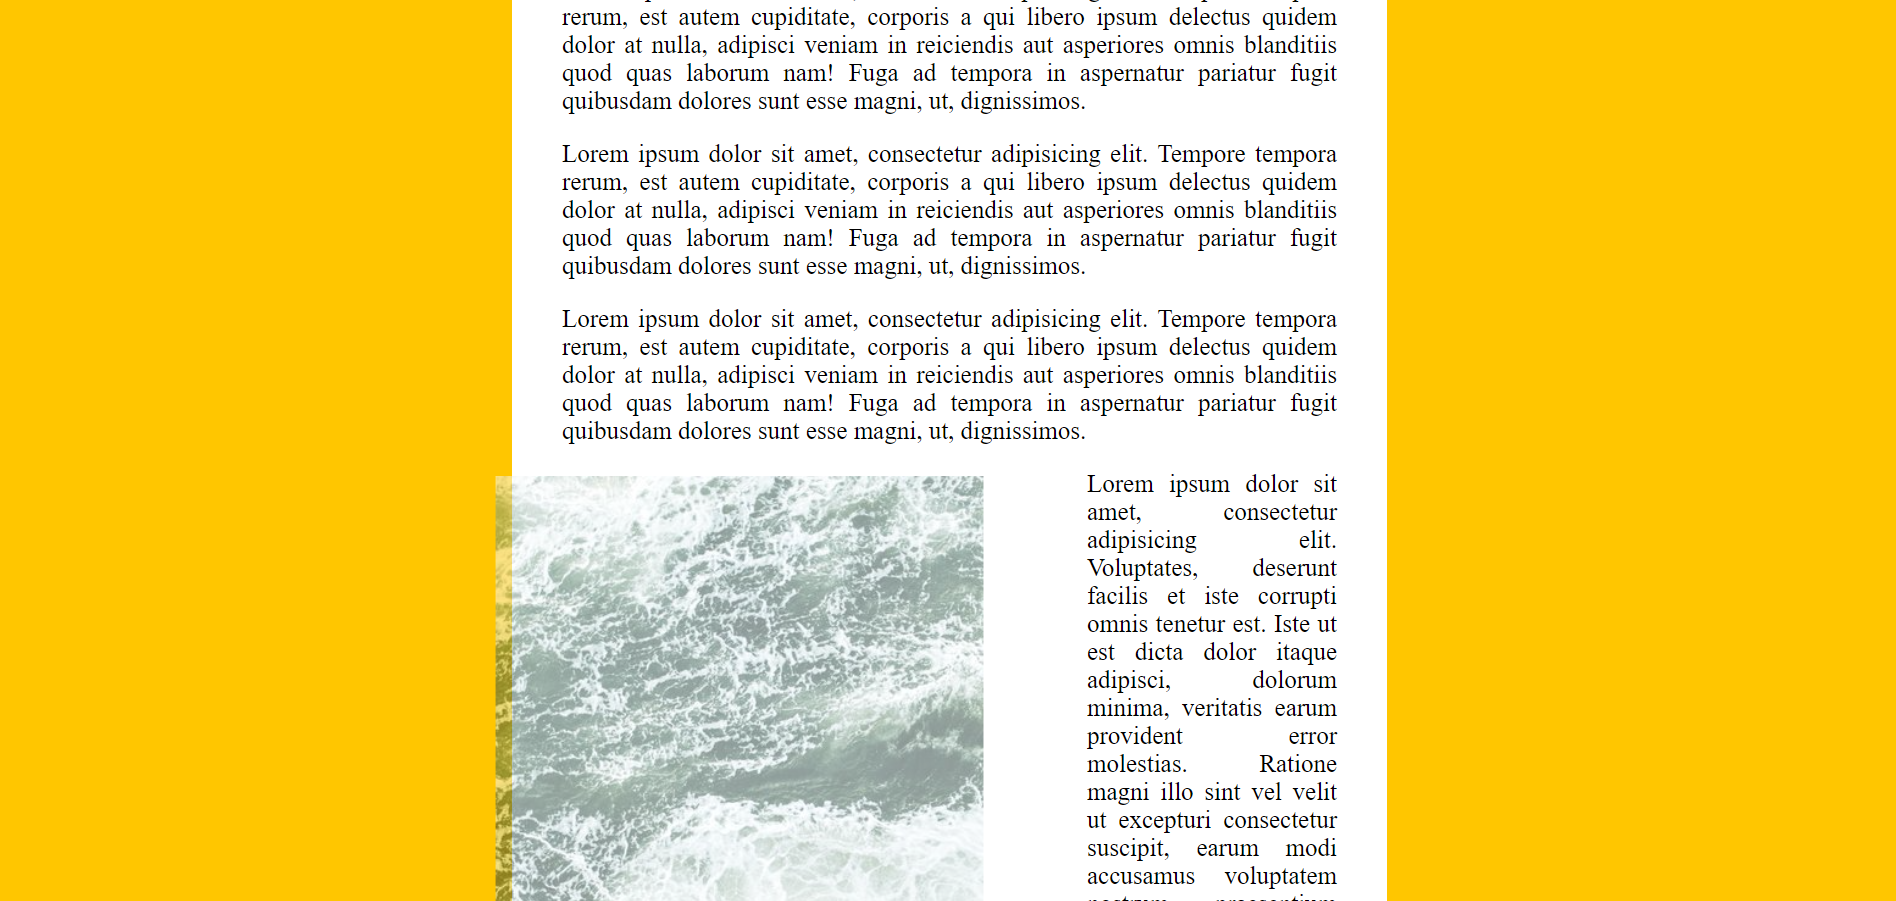 rerum, est autem cupiditate, corporis a qui libero ipsum delectus quidem
dolor at nulla, adipisci veniam in reiciendis aut asperiores omnis blanditiis
quod quas laborum nam! Fuga ad tempora in aspernatur pariatur fugit
quibusdam dolores sunt esse magni, ut, dignissimos.
Lorem ipsum dolor sit amet, consectetur adipisicing elit. Tempore tempora
rerum, est autem cupiditate, corporis a qui libero ipsum delectus quidem
dolor at nulla, adipisci veniam in reiciendis aut asperiores omnis blanditiis
quod quas laborum nam! Fuga ad tempora in aspernatur pariatur fugit
quibusdam dolores sunt esse magni, ut, dignissimos.
Lorem ipsum dolor sit amet, consectetur adipisicing elit. Tempore tempora
rerum, est autem cupiditate, corporis a qui libero ipsum delectus quidem
dolor at nulla, adipisci veniam in reiciendis aut asperiores omnis blanditiis
quod quas laborum nam! Fuga ad tempora in aspernatur pariatur fugit
quibusdam dolores sunt esse magni, ut, dignissimos.
Lorem ipsum dolor sit
amet, consectetur
adipisicing elit.
Voluptates, deserunt
facilis et iste corrupti
omnis tenetur est. Iste ut
est dicta dolor itaque
adipisci, dolorum
minima, veritatis earum
provident error
molestias. Ratione
magni illo sint vel velit
ut excepturi consectetur
suscipit, earum modi
accusamus voluptatem